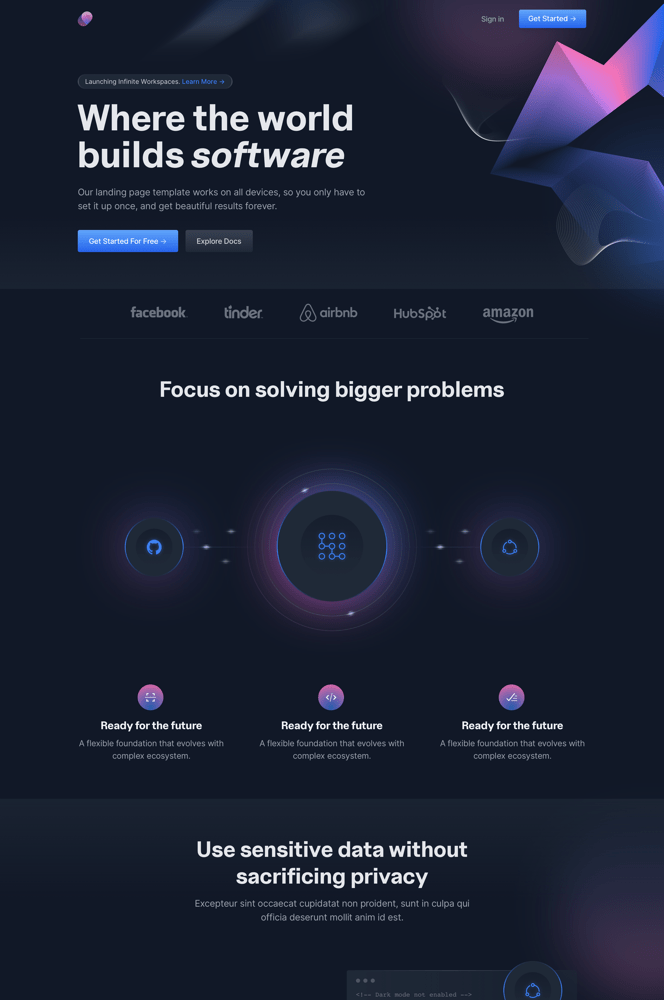 Sign in
Get Started →
Launching Infinite Workspaces. Learn More →
Where the world
builds software
Our landing page template works on all devices, so you only have to
set it up once, and get beautiful results forever.
Get Started For Free →
Explore Docs
facebook
tinder
airbnb
HubSpot
amazon
Focus on solving bigger problems
Ready for the future
A flexible foundation that evolves with
complex ecosystem.
Ready for the future
A flexible foundation that evolves with
complex ecosystem.
Ready for the future
A flexible foundation that evolves with
complex ecosystem.
Use sensitive data without
sacrificing privacy
Excepteur sint occaecat cupidatat non proident, sunt in culpa qui
officia deserunt mollit anim id est.
<!-- Dark mode not enabled -->